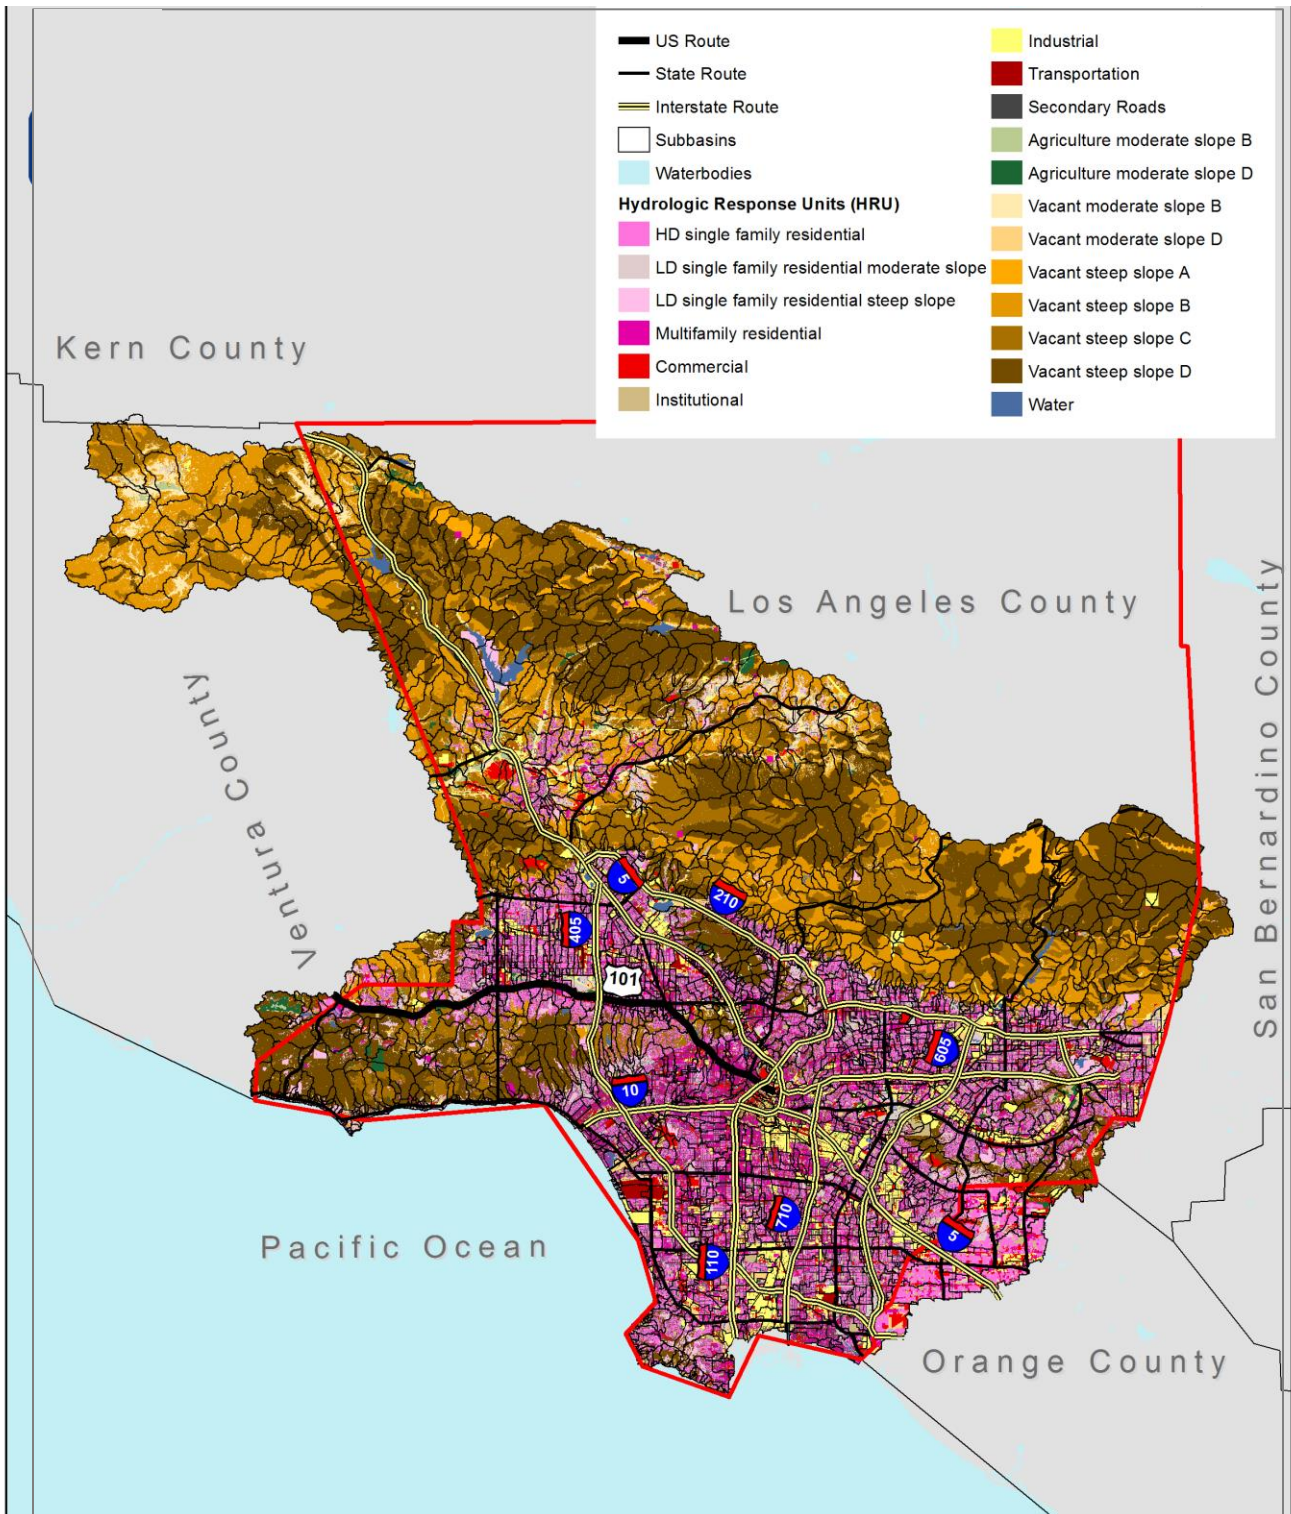 US Route
State Route
Interstate Route
Subbasins
Waterbodies
Hydrologic Response Units (HRU)
HD single family residential
LD single family residential moderate slope
LD single family residential steep slope
Multifamily residential
Commercial
Institutional
Industrial
Transportation
Secondary Roads
Agriculture moderate slope B
Agriculture moderate slope D
Vacant moderate slope B
Vacant moderate slope D
Vacant steep slope A
Vacant steep slope B
Vacant steep slope C
Vacant steep slope D
Water
Kern County
Los Angeles County
San Bernardino County
Ventura County
5
210
405
101
605
10
710
5
110
Pacific Ocean
Orange County